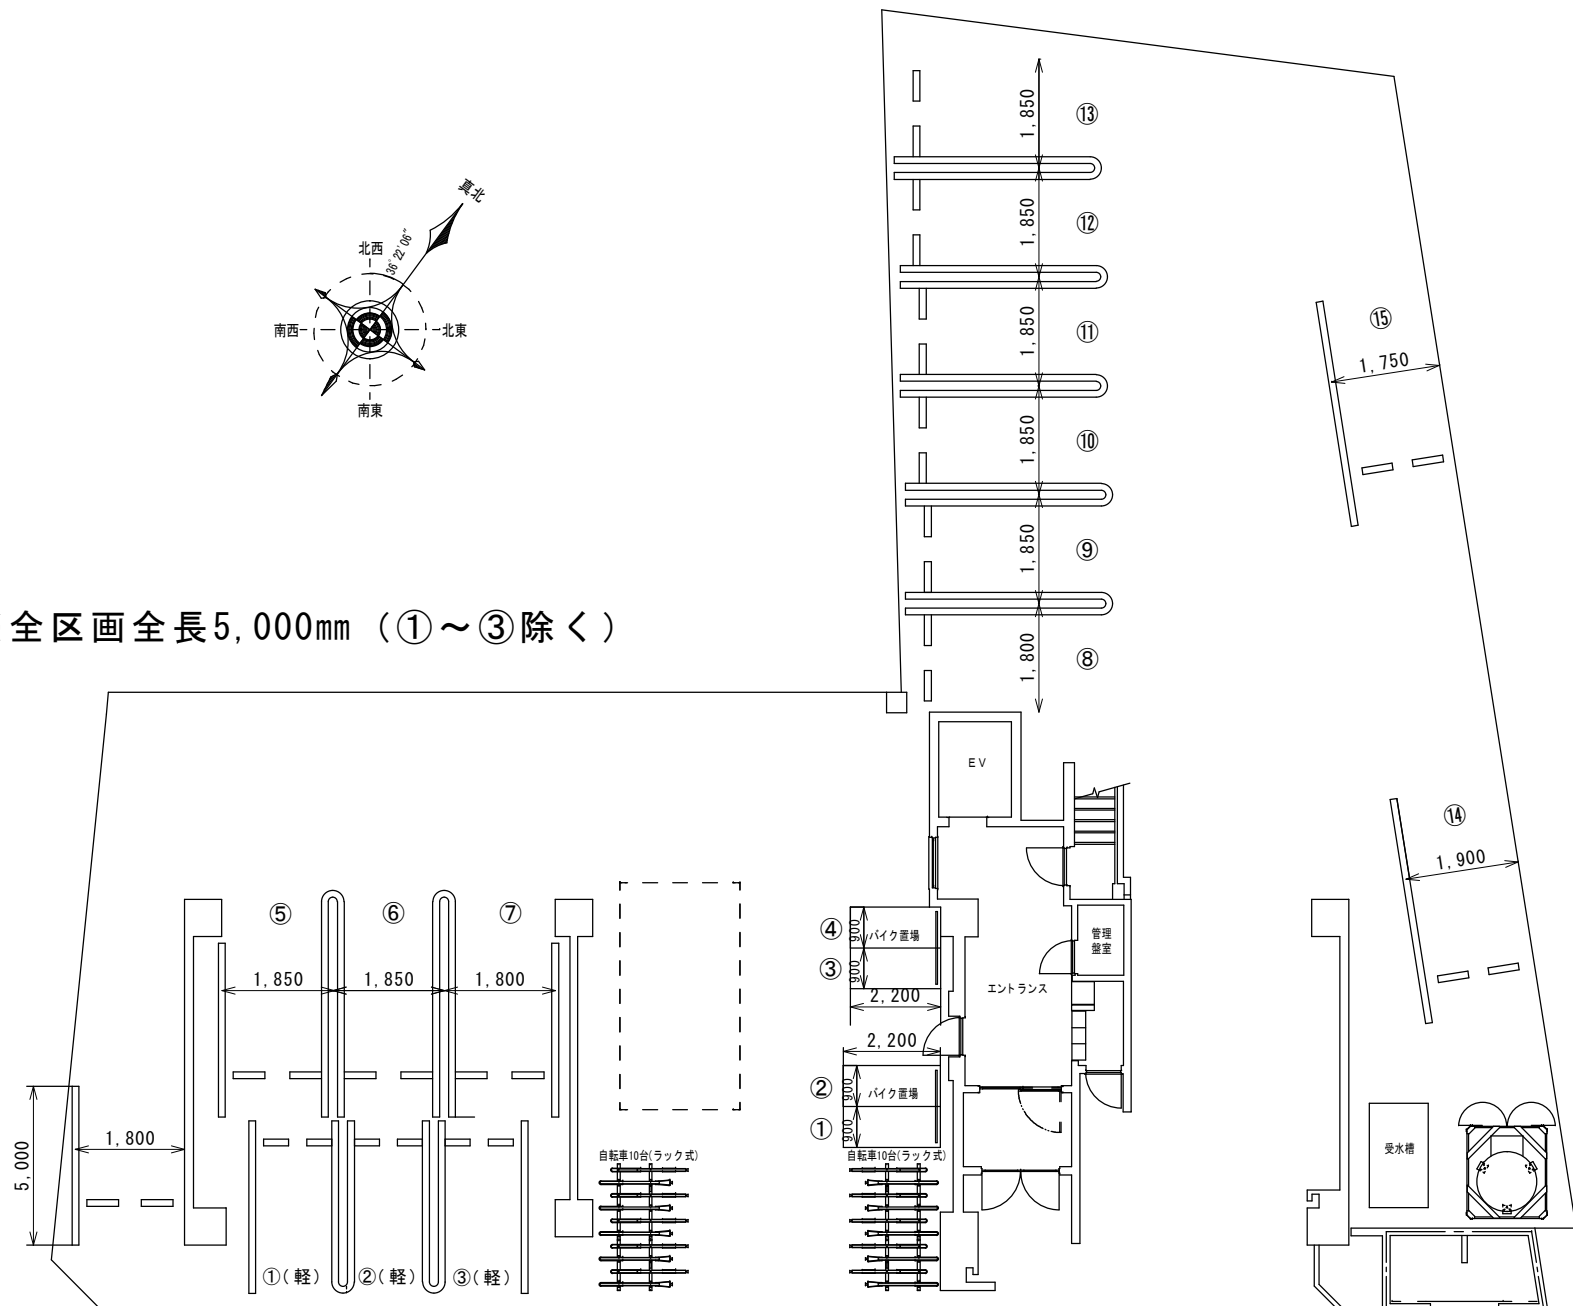 真北
36°22'06"
北西
南西
北東
南東
1,850
⑬
1,850
⑫
1,850
⑪
1,850
⑩
1,850
⑨
1,800
⑧
⑮
1,750
全区画全長5,000mm（①～③除く）
EV
⑭
1,900
⑤
⑥
⑦
1,850
1,850
1,800
④
900
バイク置場
③
900
2,200
管理
盤室
エントランス
2,200
②
900
バイク置場
①
900
5,000
1,800
自転車10台(ラック式)
自転車10台(ラック式)
受水槽
①(軽)
②(軽)
③(軽)